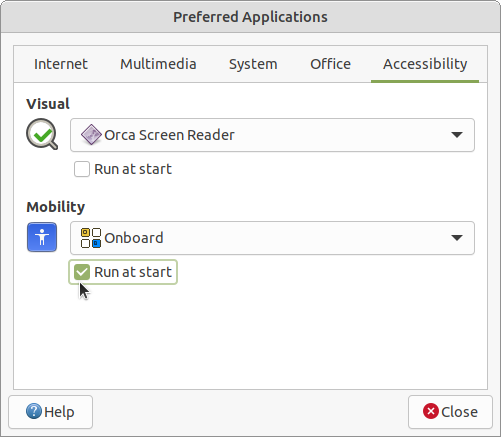 Preferred Applications
Internet Multimedia System Office Accessibility
Visual
Orca Screen Reader
Run at start
Mobility
Onboard
Run at start
Help Close